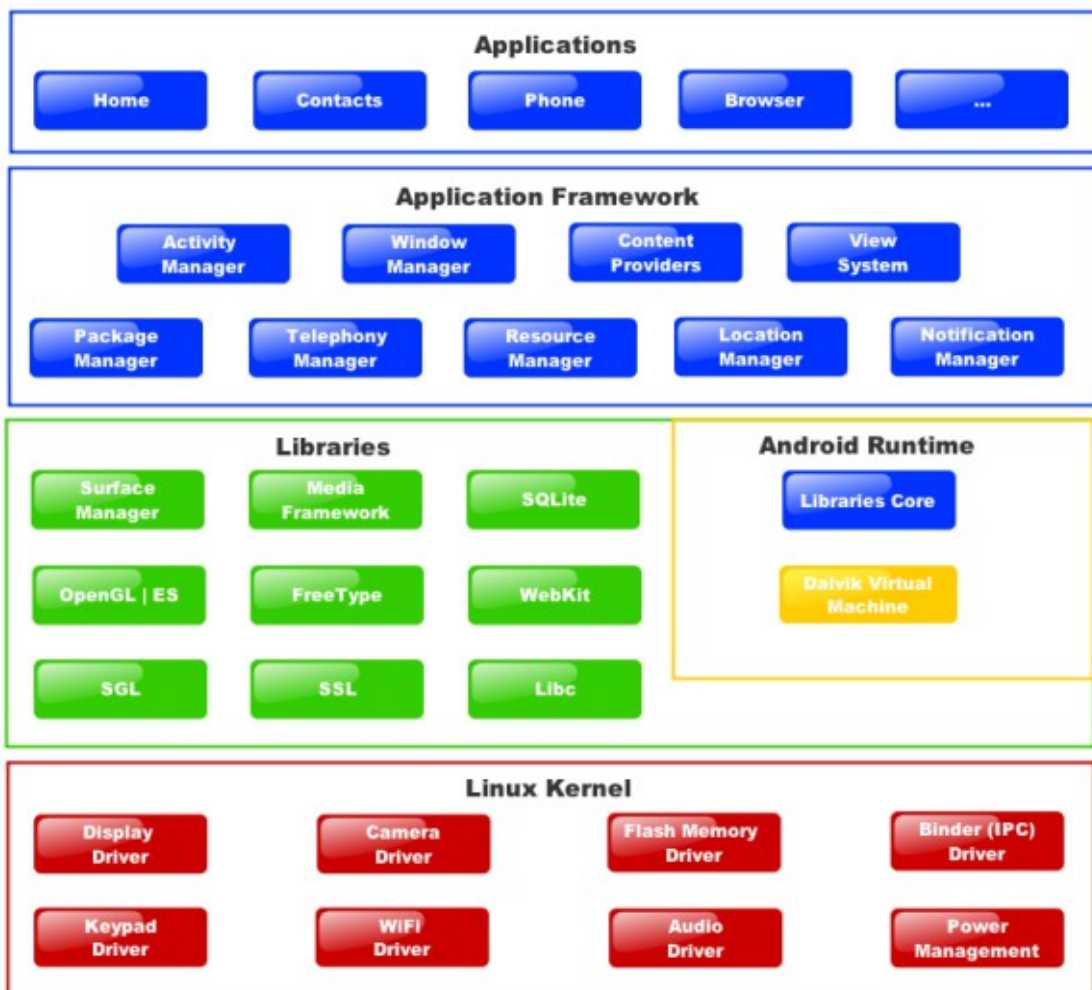 Applications
Home
Contacts
Phone
Browser
...
Application Framework
Activity
Manager
Window
Manager
Content
Providers
View
System
Package
Manager
Telephony
Manager
Resource
Manager
Location
Manager
Notification
Manager
Libraries
Surface
Manager
Media
Framework
SQLite
OpenGL | ES
FreeType
WebKit
SGL
SSL
Libc
Android Runtime
Libraries Core
Dalvik Virtual
Machine
Linux Kernel
Display
Driver
Camera
Driver
Flash Memory
Driver
Binder (IPC)
Driver
Keypad
Driver
WiFi
Driver
Audio
Driver
Power
Management